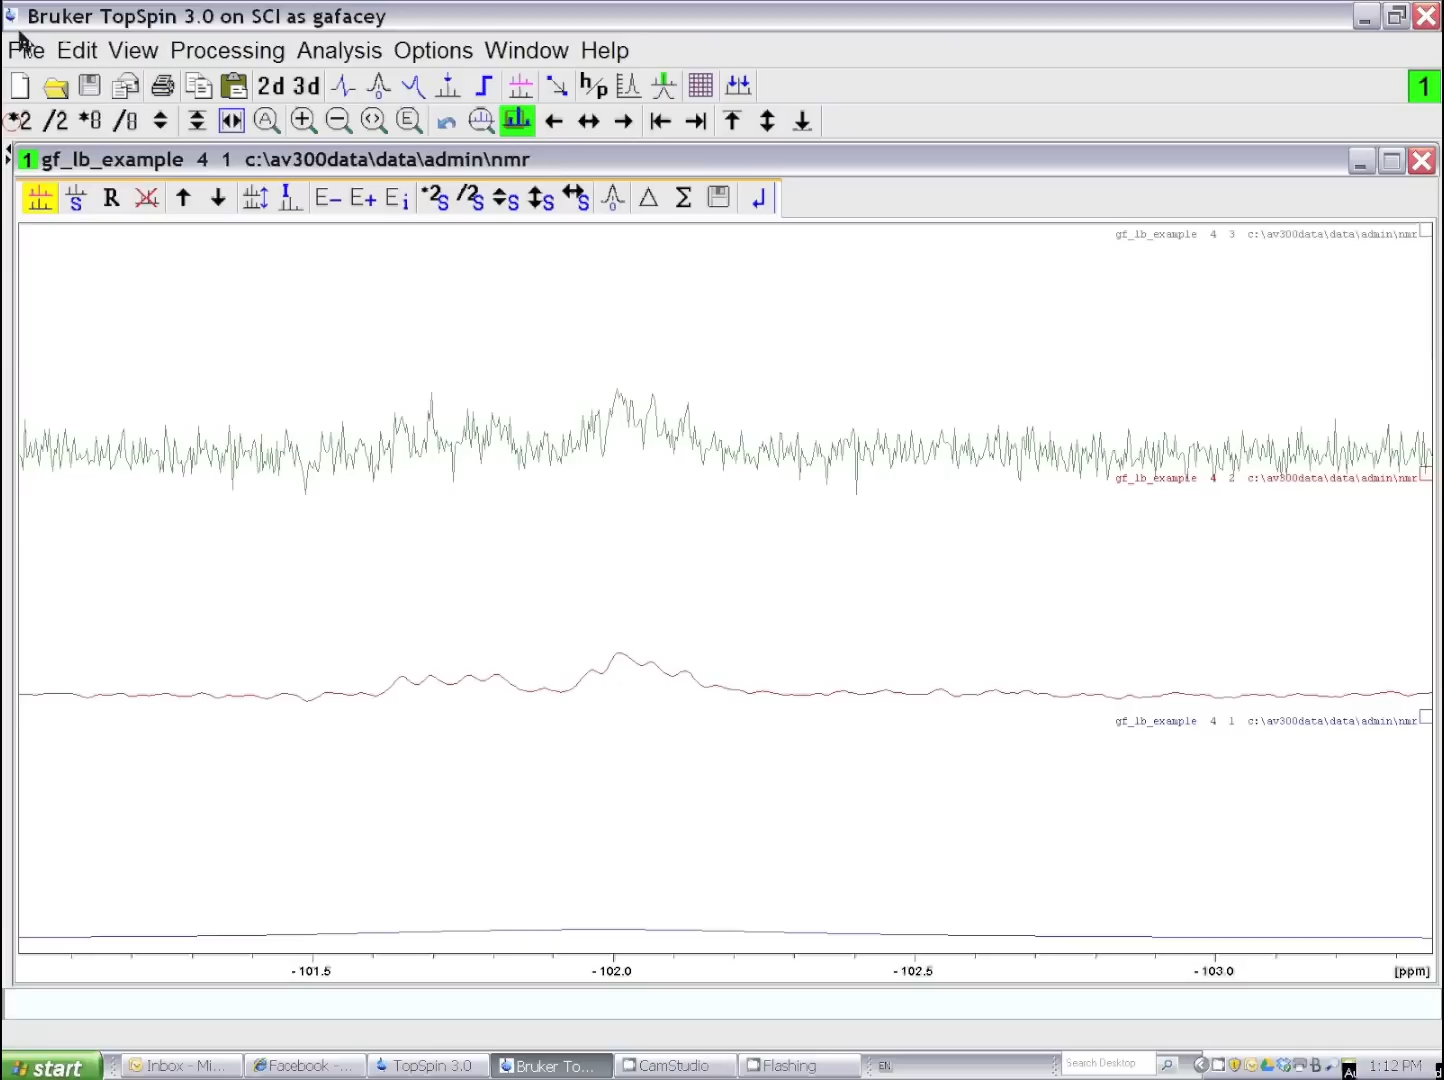 Bruker TopSpin 3.0 on SCI as gafacey
File Edit View Processing Analysis Options Window Help
2d 3d h/p 1
*2 /2 *8 /8
1 gf_lb_example 4 1 c:\av300data\data\admin\nmr
S R E- E+ Ei *2S /2S S S S Δ Σ
gf_lb_example 4 3 c:\av300data\data\admin\nmr
gf_lb_example 4 2 c:\av300data\data\admin\nmr
gf_lb_example 4 1 c:\av300data\data\admin\nmr
-101.5 -102.0 -102.5 -103.0 [ppm]
start Inbox - Mi... Facebook -... TopSpin 3.0 Bruker To... CamStudio Flashing EN Search Desktop 1:12 PM